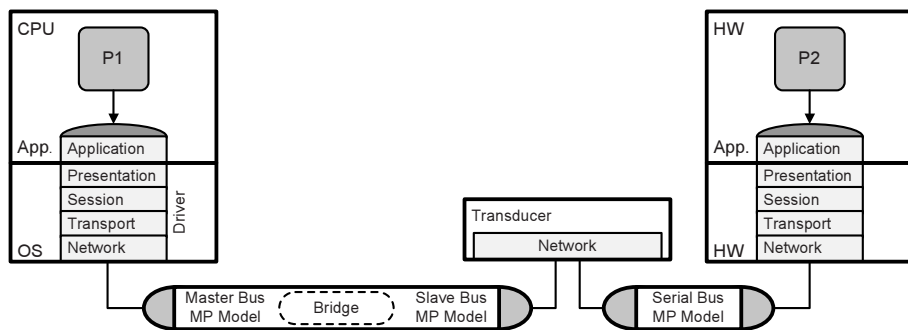 CPU
P1
App.
Application
Presentation
Session
Transport
Network
Driver
OS
Transducer
Network
HW
P2
App.
Application
Presentation
Session
Transport
Network
HW
Master Bus
MP Model
Bridge
Slave Bus
MP Model
Serial Bus
MP Model